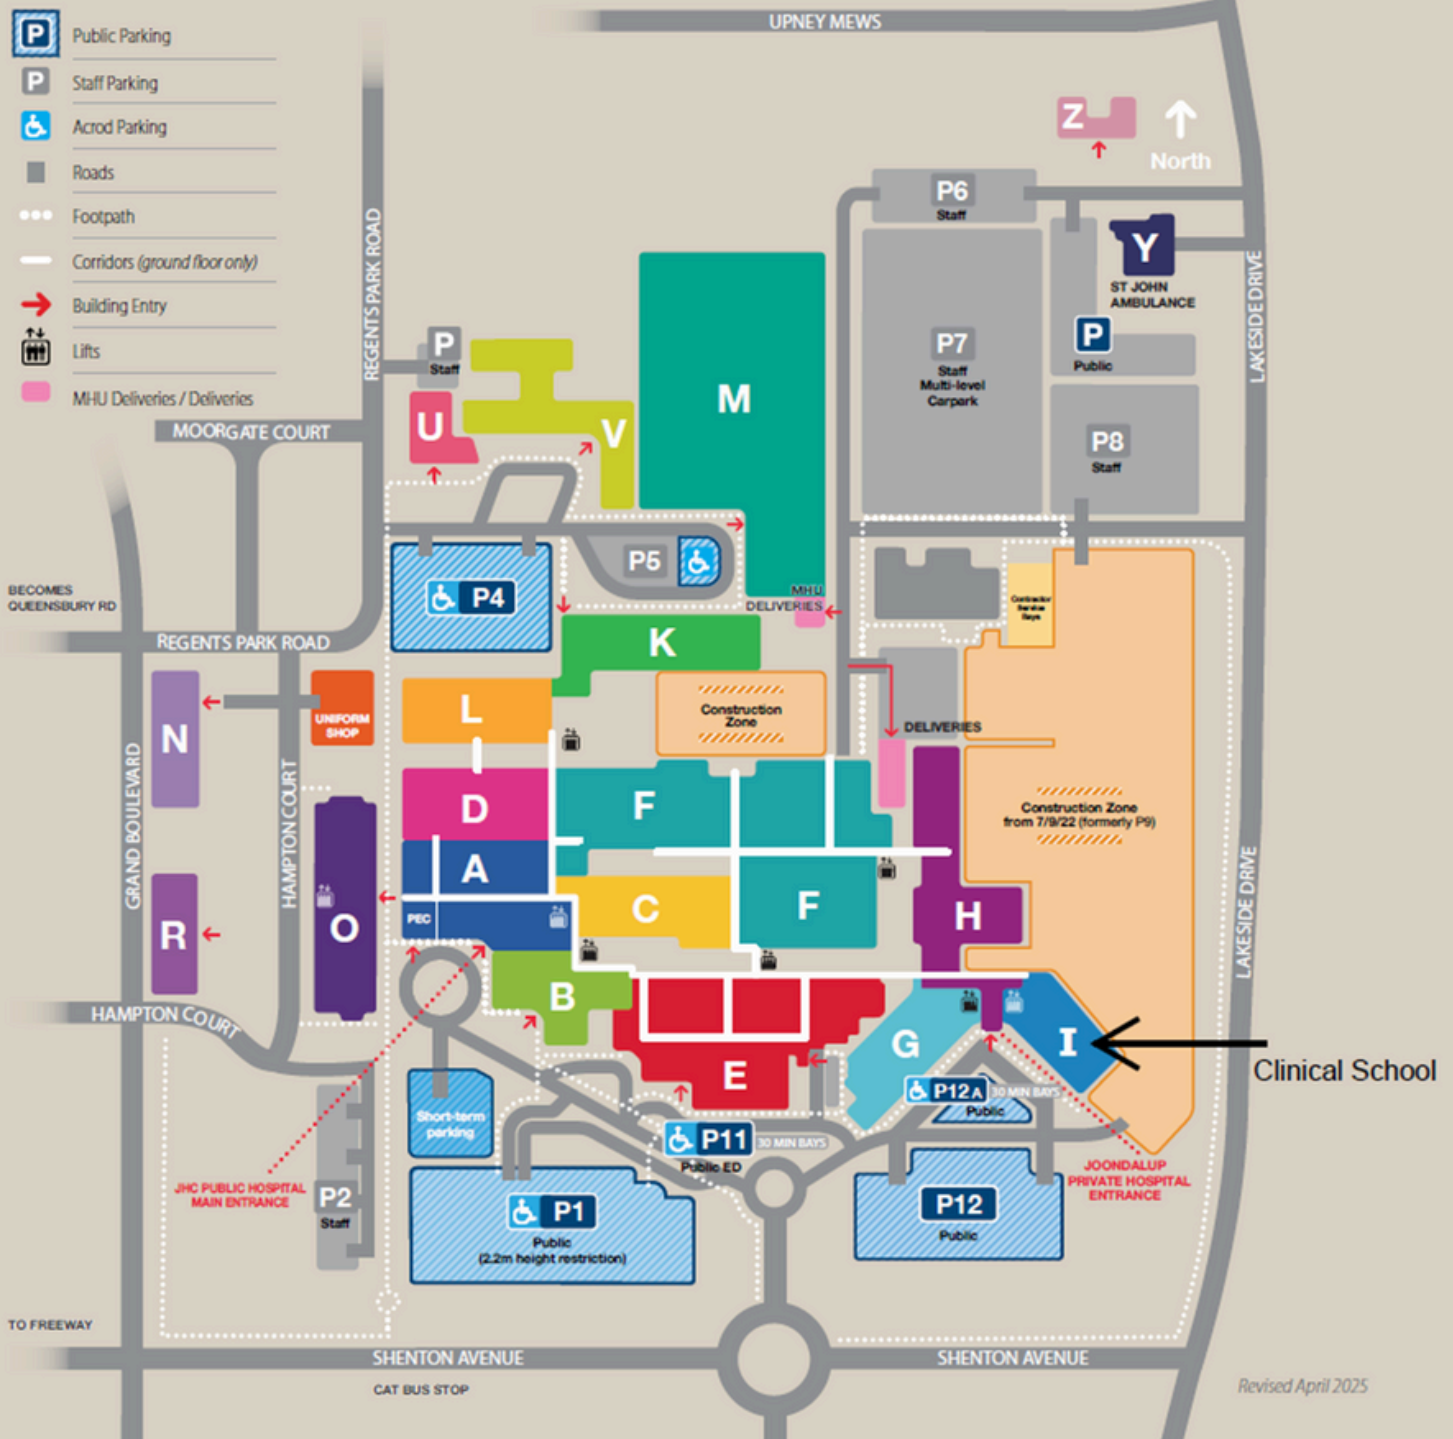 Public Parking
Staff Parking
Acrod Parking
Roads
Footpath
Corridors (ground floor only)
Building Entry
Lifts
MHU Deliveries / Deliveries
P
P
UPNEY MEWS
Z
North
P6
Staff
Y
ST JOHN
AMBULANCE
LAKESIDE DRIVE
REGENTS PARK ROAD
P
Staff
P7
Staff
Multi-level
Carpark
P
Public
M
U
V
MOORGATE COURT
P8
Staff
P5
P4
BECOMES
QUEENSBURY RD
MHU
DELIVERIES
Contractor
Service
Bays
REGENTS PARK ROAD
K
N
UNIFORM
SHOP
L
Construction
Zone
DELIVERIES
GRAND BOULEVARD
HAMPTON COURT
D
F
Construction Zone
from 7/9/22 (formerly P9)
A
PEC
C
F
H
LAKESIDE DRIVE
R
O
B
HAMPTON COURT
E
G
I
Clinical School
P12A
30 MIN BAYS
Public
Short-term
parking
P11
30 MIN BAYS
Public ED
JHC PUBLIC HOSPITAL
MAIN ENTRANCE
P2
Staff
P1
Public
(2.2m height restriction)
P12
Public
JOONDALUP
PRIVATE HOSPITAL
ENTRANCE
TO FREEWAY
SHENTON AVENUE
SHENTON AVENUE
CAT BUS STOP
Revised April 2025